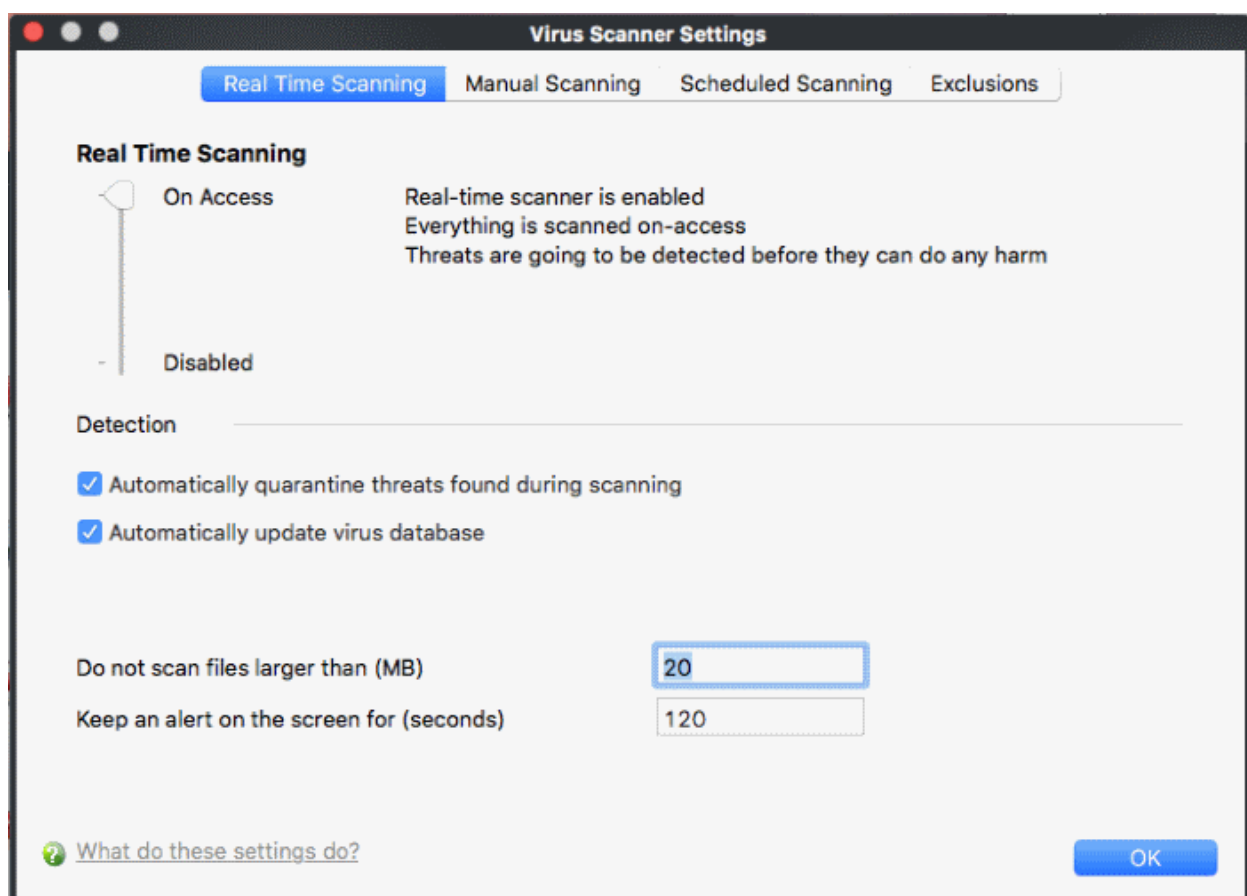 Virus Scanner Settings
Real Time Scanning Manual Scanning Scheduled Scanning Exclusions
Real Time Scanning
On Access
Real-time scanner is enabled
Everything is scanned on-access
Threats are going to be detected before they can do any harm
Disabled
Detection
Automatically quarantine threats found during scanning
Automatically update virus database
Do not scan files larger than (MB) 20
Keep an alert on the screen for (seconds) 120
What do these settings do?
OK